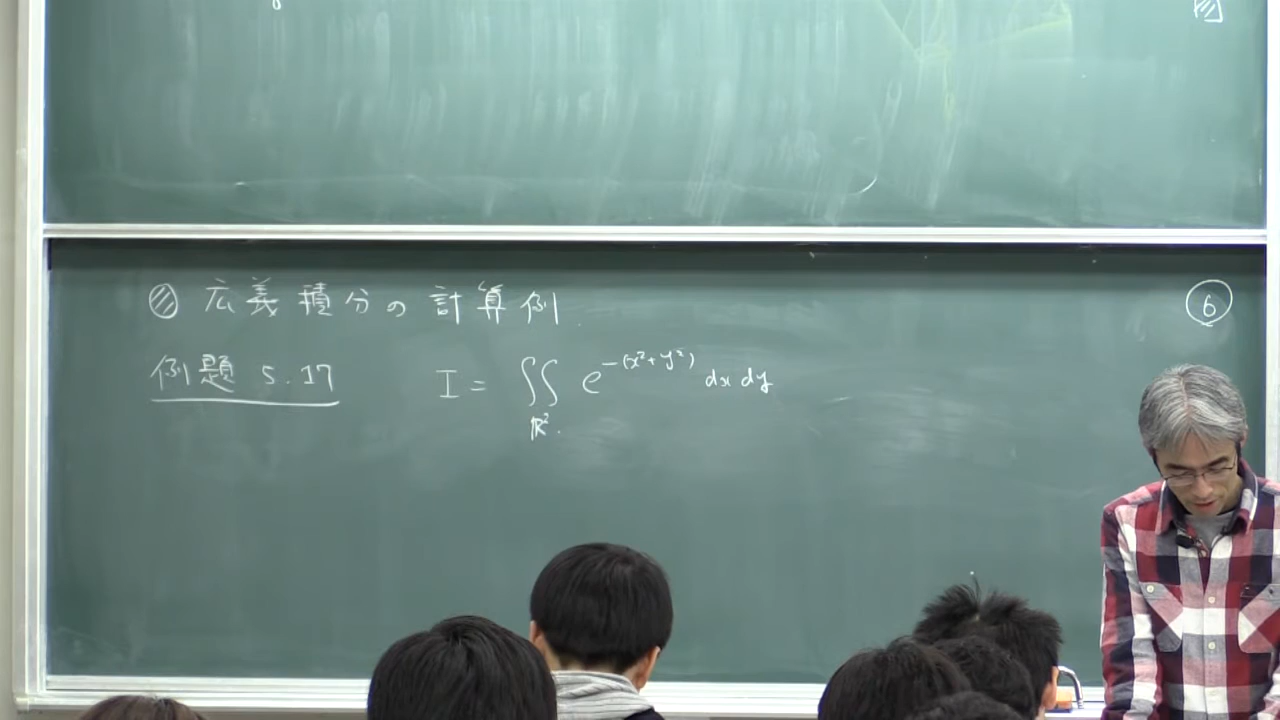 広義積分の計算例.
⑥
例題 5.17 I = ∬_{ℝ².} e^{-(x²+y²)} dx dy